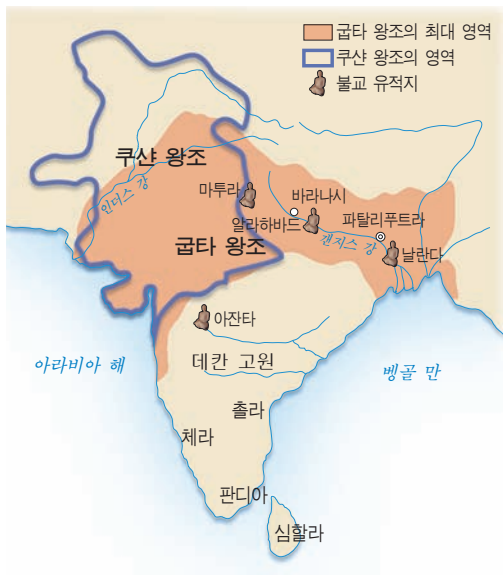 굽타 왕조의 최대 영역
쿠샨 왕조의 영역
불교 유적지
쿠샨 왕조
인더스 강
마투라
바라나시
알라하바드
파탈리푸트라
갠지스 강
날란다
굽타 왕조
아잔타
데칸 고원
아라비아 해
벵골 만
촐라
체라
판디아
심할라